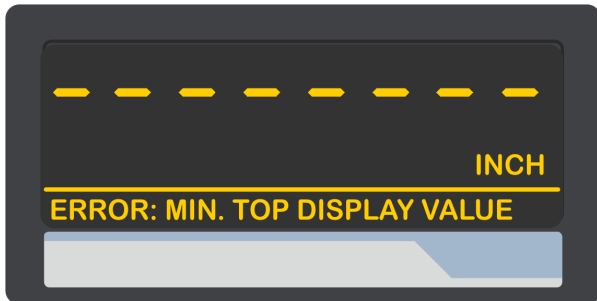 - - - - - - - -
INCH
ERROR: MIN. TOP DISPLAY VALUE